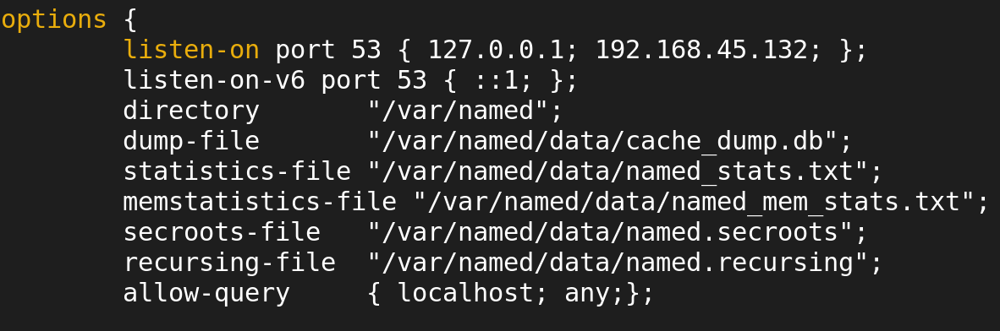 options {
        listen-on port 53 { 127.0.0.1; 192.168.45.132; };
        listen-on-v6 port 53 { ::1; };
        directory       "/var/named";
        dump-file       "/var/named/data/cache_dump.db";
        statistics-file "/var/named/data/named_stats.txt";
        memstatistics-file "/var/named/data/named_mem_stats.txt";
        secroots-file   "/var/named/data/named.secroots";
        recursing-file  "/var/named/data/named.recursing";
        allow-query     { localhost; any;};